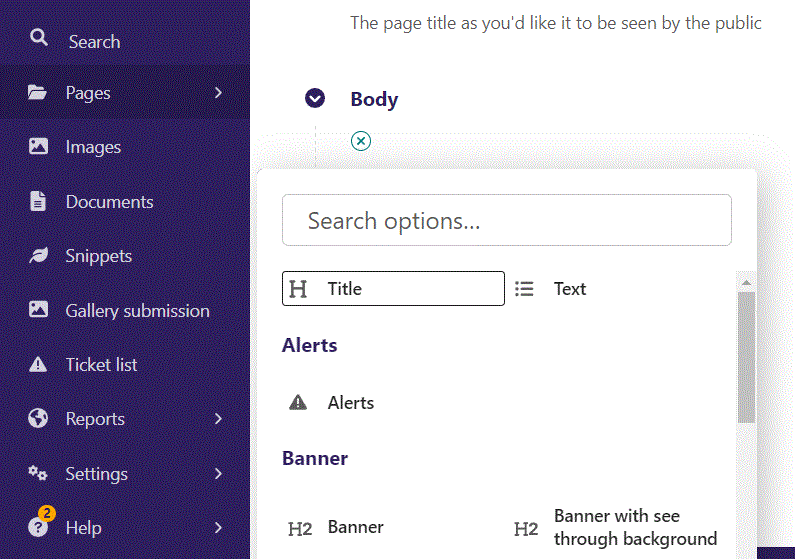 Search
Pages
Images
Documents
Snippets
Gallery submission
Ticket list
Reports
Settings
2
Help
The page title as you'd like it to be seen by the public
Body
Search options...
H Title
Text
Alerts
Alerts
Banner
H2 Banner
H2 Banner with see
through background